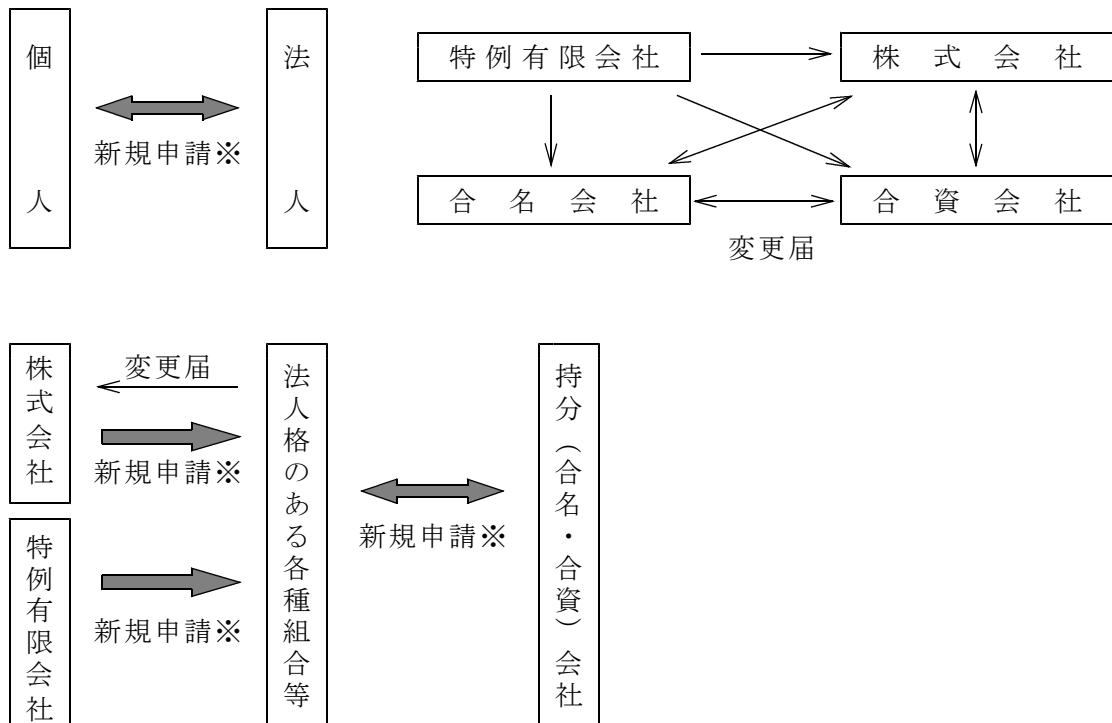 個人
新規申請※
法人
特例有限会社
株式会社
合名会社
合資会社
変更届
株式会社
変更届
新規申請※
特例有限会社
新規申請※
法人格のある各種組合等
新規申請※
持分（合名・合資）会社